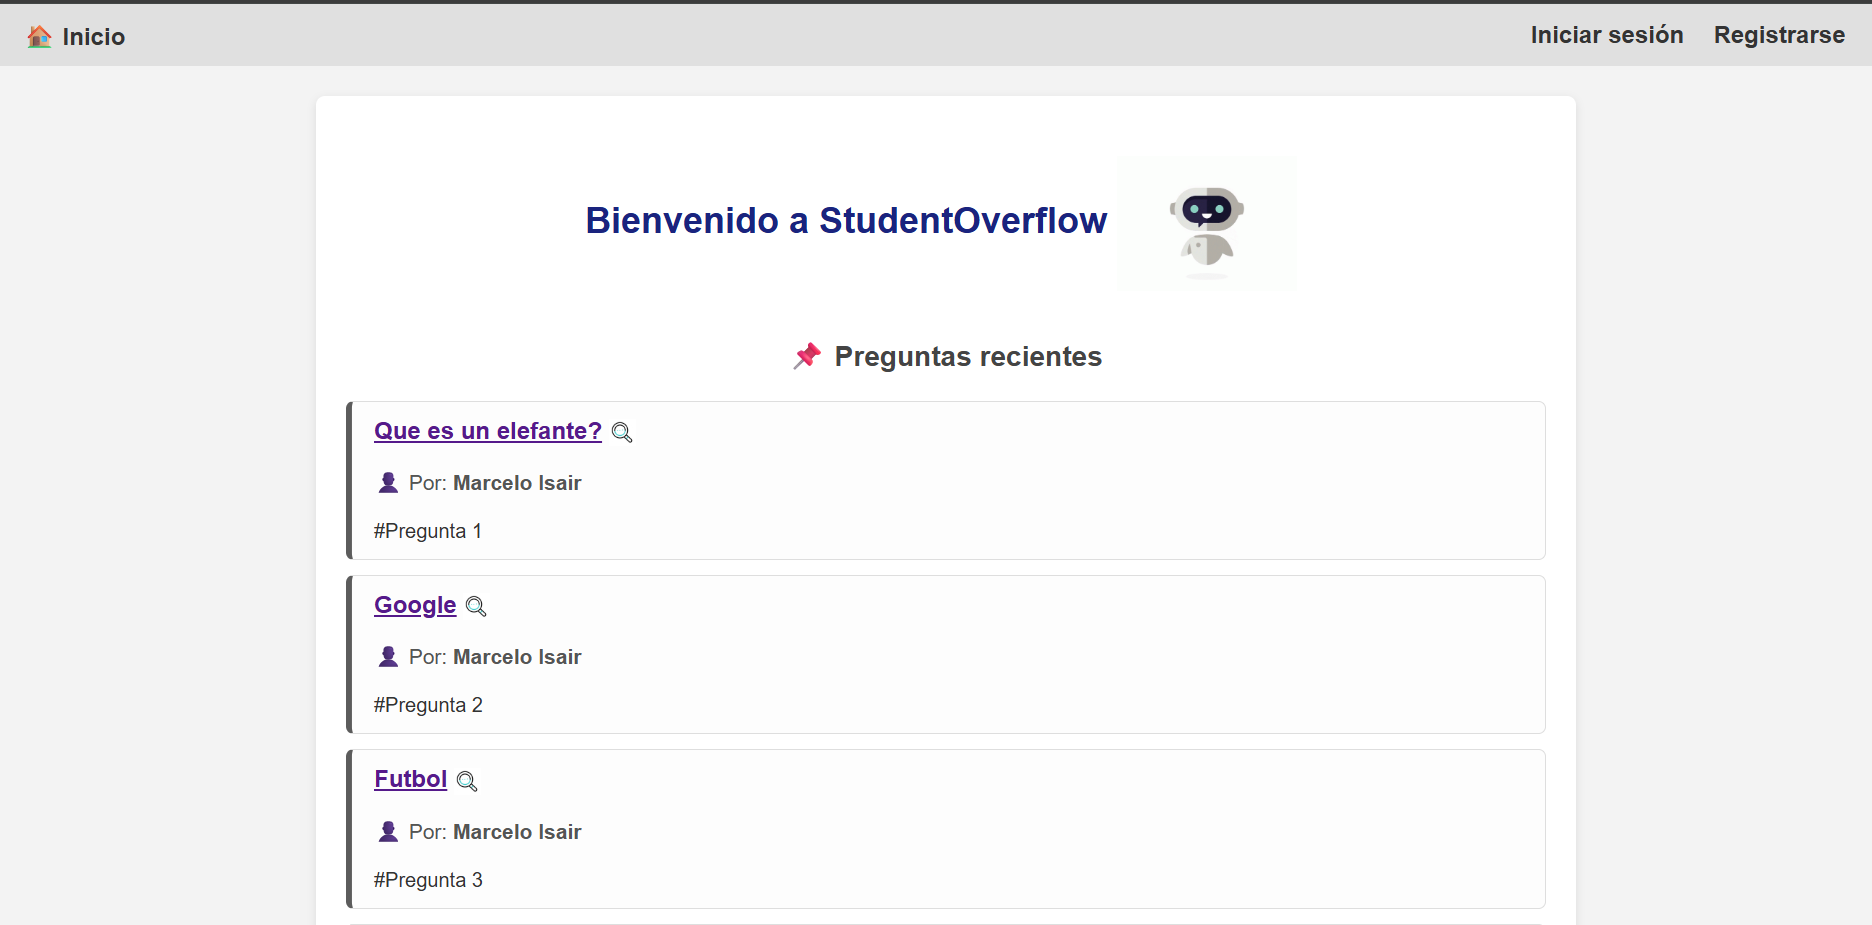 Inicio
Iniciar sesión
Registrarse
Bienvenido a StudentOverflow
Preguntas recientes
Que es un elefante?
Por: Marcelo Isair
#Pregunta 1
Google
Por: Marcelo Isair
#Pregunta 2
Futbol
Por: Marcelo Isair
#Pregunta 3